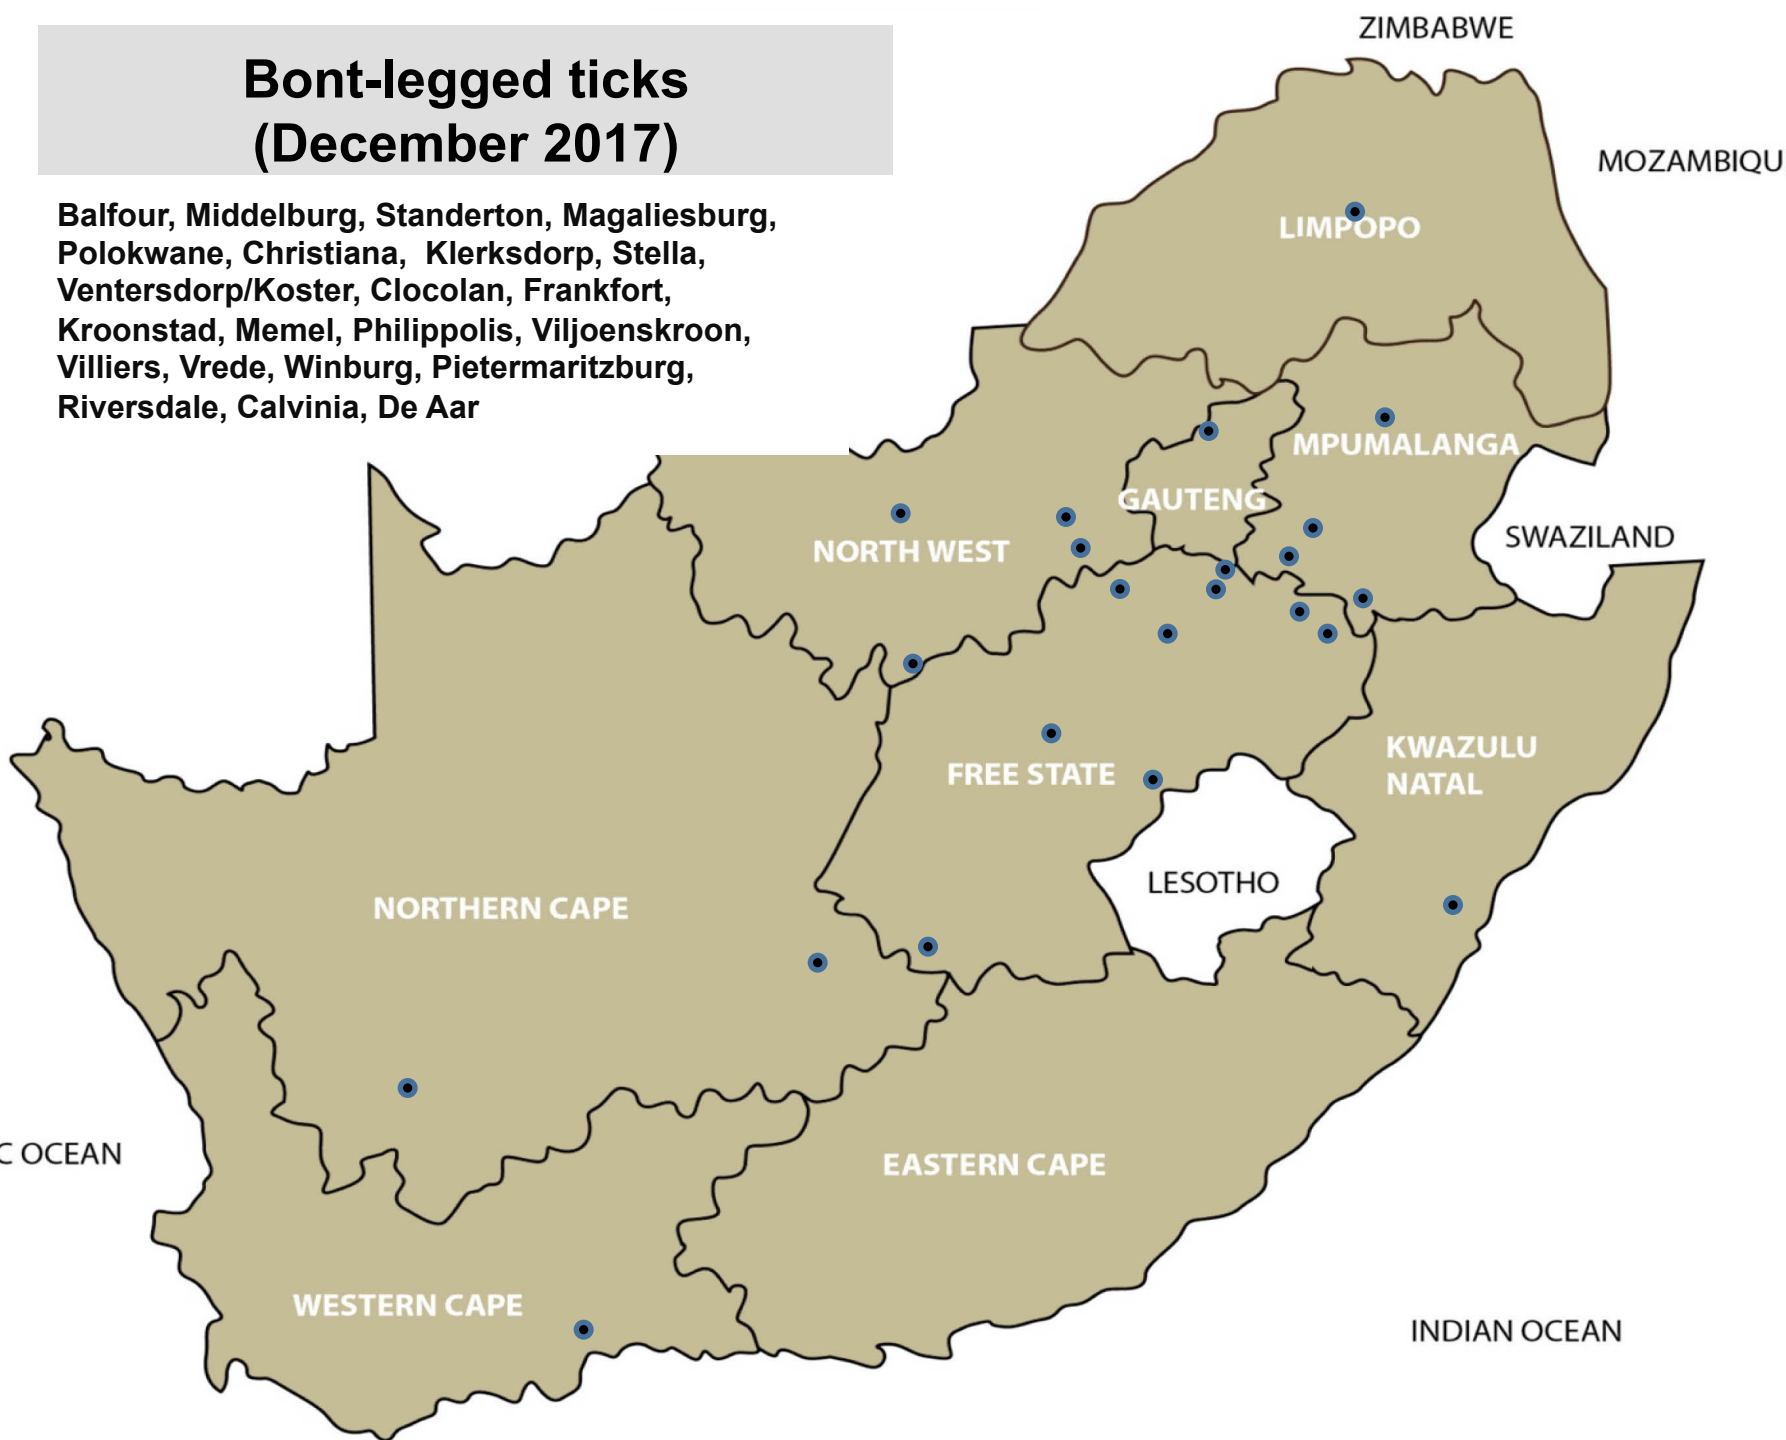 Bont-legged ticks
(December 2017)
Balfour, Middelburg, Standerton, Magaliesburg,
Polokwane, Christiana, Klerksdorp, Stella,
Ventersdorp/Koster, Clocolan, Frankfort,
Kroonstad, Memel, Philippolis, Viljoenskroon,
Villiers, Vrede, Winburg, Pietermaritzburg,
Riversdale, Calvinia, De Aar
ZIMBABWE
MOZAMBIQU
LIMPOPO
MPUMALANGA
GAUTENG
SWAZILAND
NORTH WEST
KWAZULU
NATAL
FREE STATE
LESOTHO
NORTHERN CAPE
C OCEAN
EASTERN CAPE
WESTERN CAPE
INDIAN OCEAN